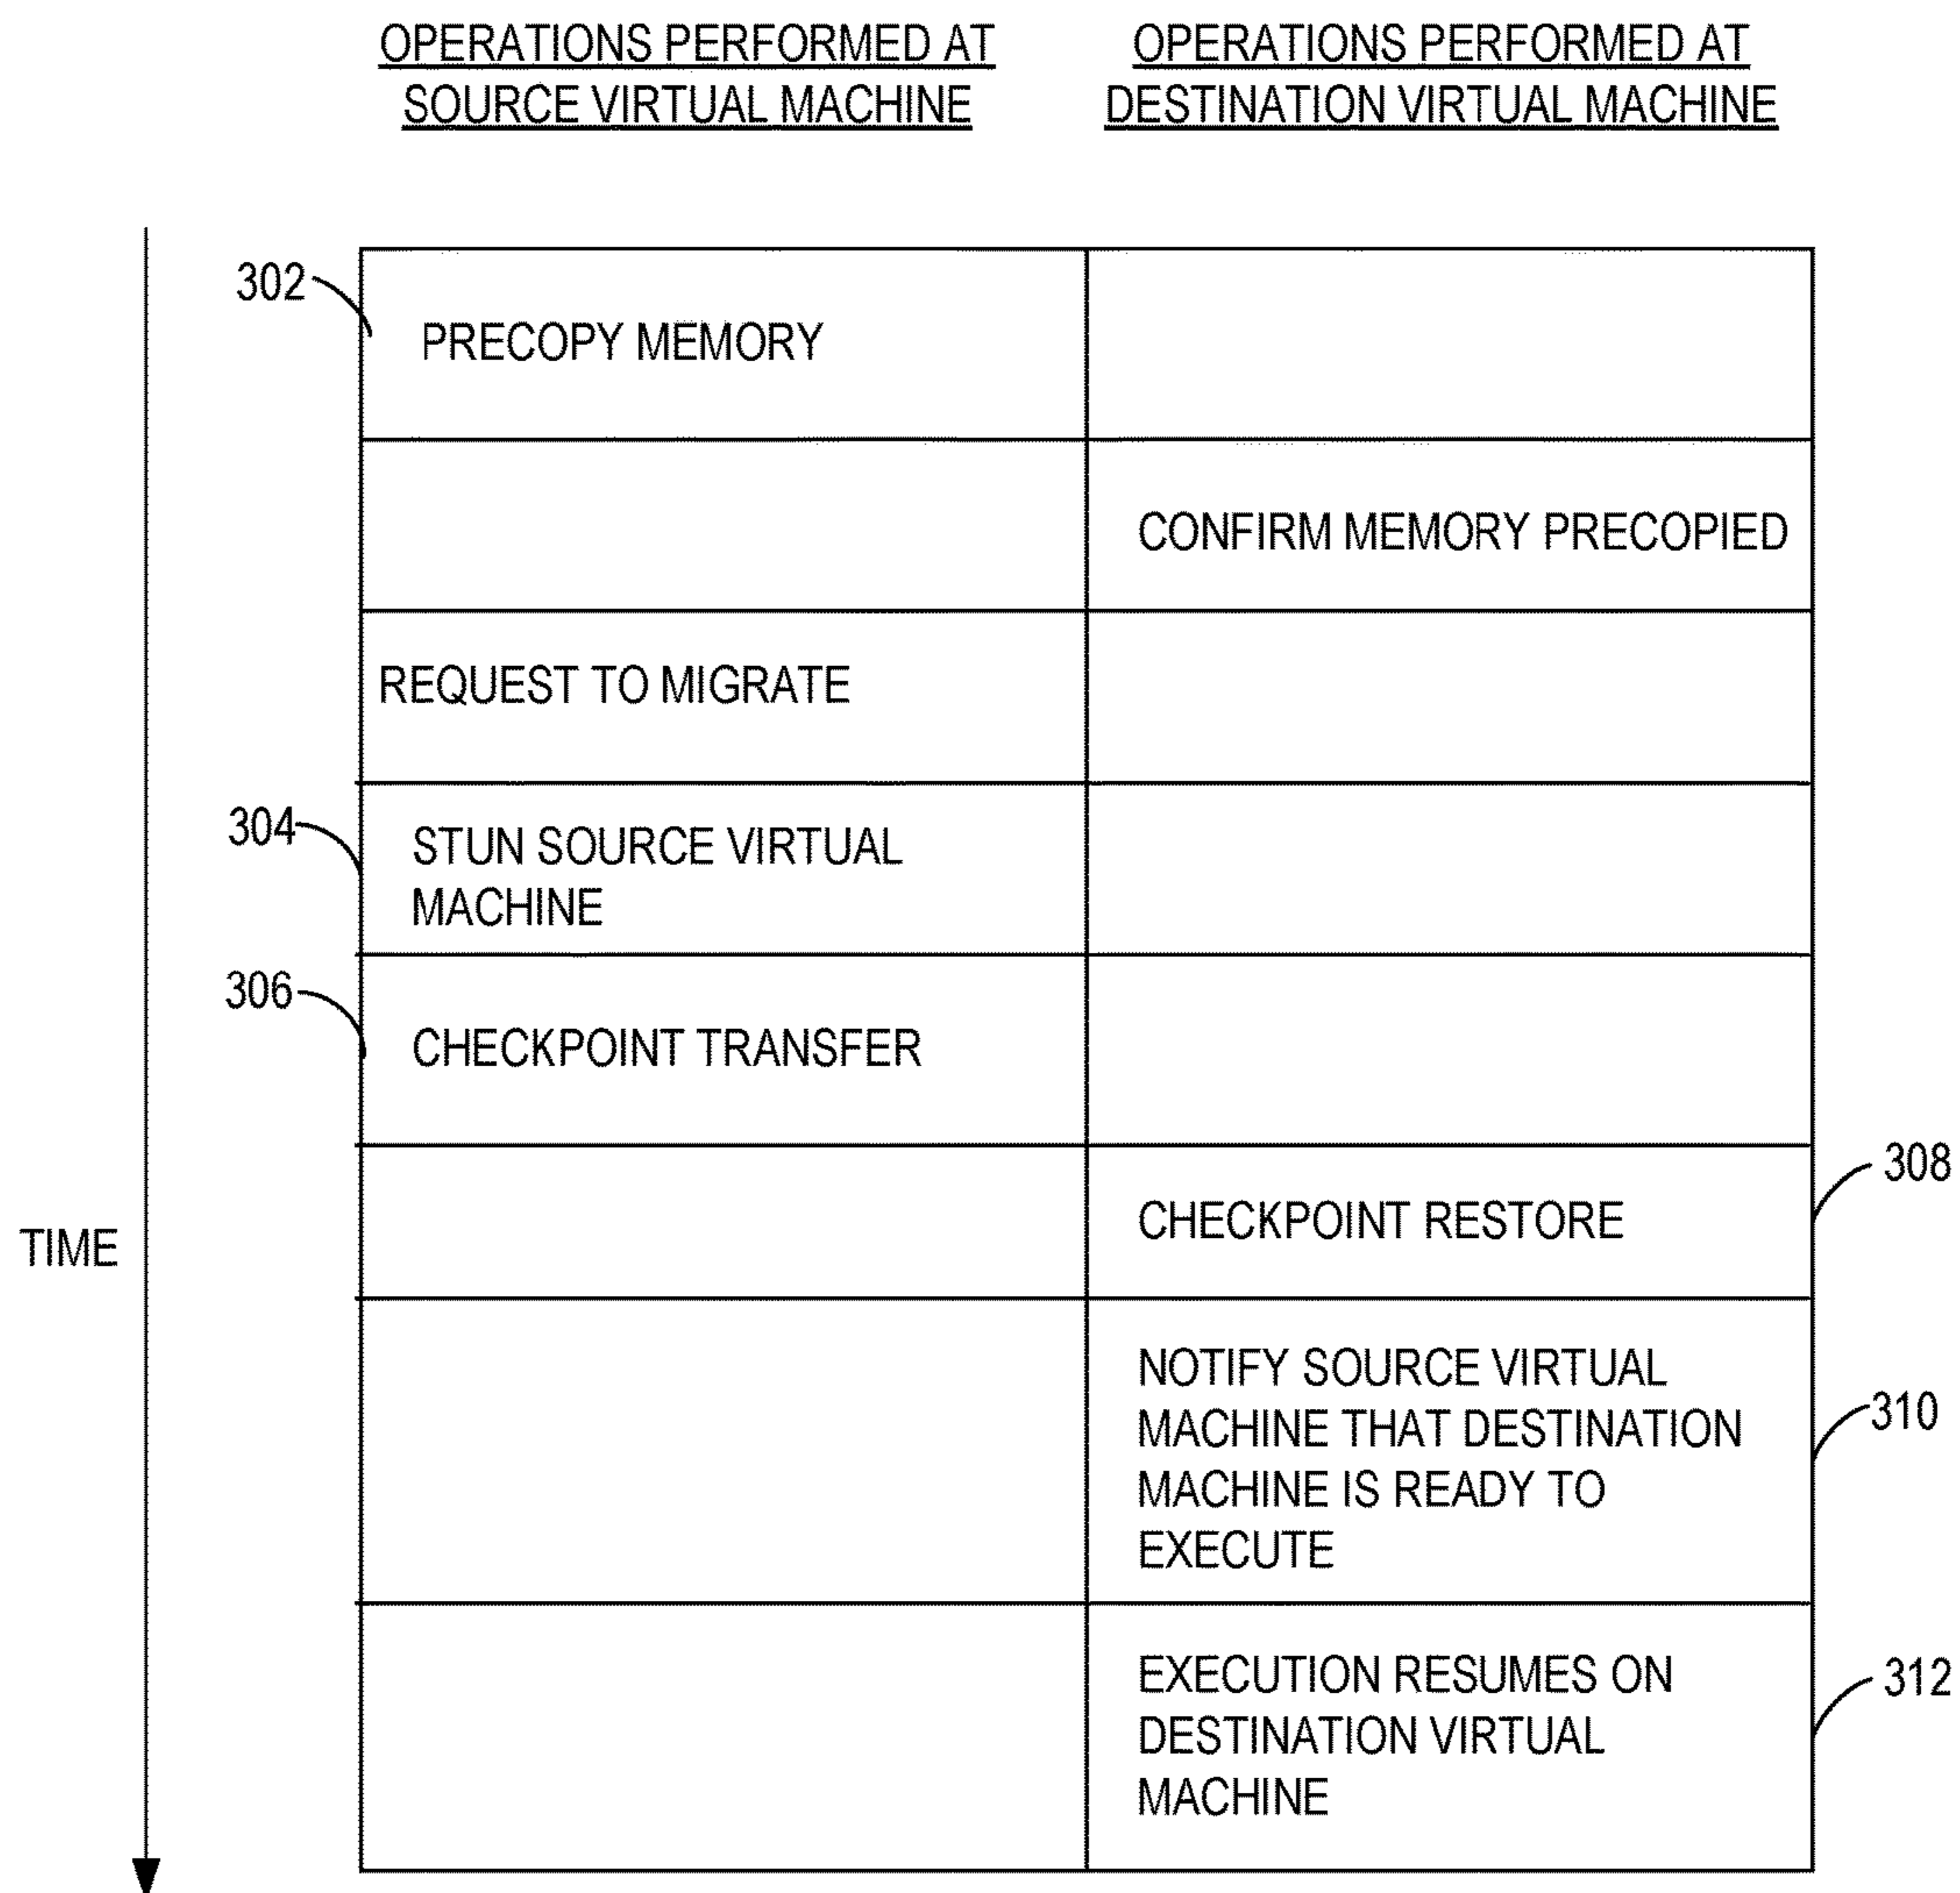 OPERATIONS PERFORMED AT
SOURCE VIRTUAL MACHINE
OPERATIONS PERFORMED AT
DESTINATION VIRTUAL MACHINE
302
PRECOPY MEMORY
CONFIRM MEMORY PRECOPIED
REQUEST TO MIGRATE
304
STUN SOURCE VIRTUAL
MACHINE
306
CHECKPOINT TRANSFER
308
CHECKPOINT RESTORE
TIME
NOTIFY SOURCE VIRTUAL
MACHINE THAT DESTINATION
MACHINE IS READY TO
EXECUTE
310
EXECUTION RESUMES ON
DESTINATION VIRTUAL
MACHINE
312